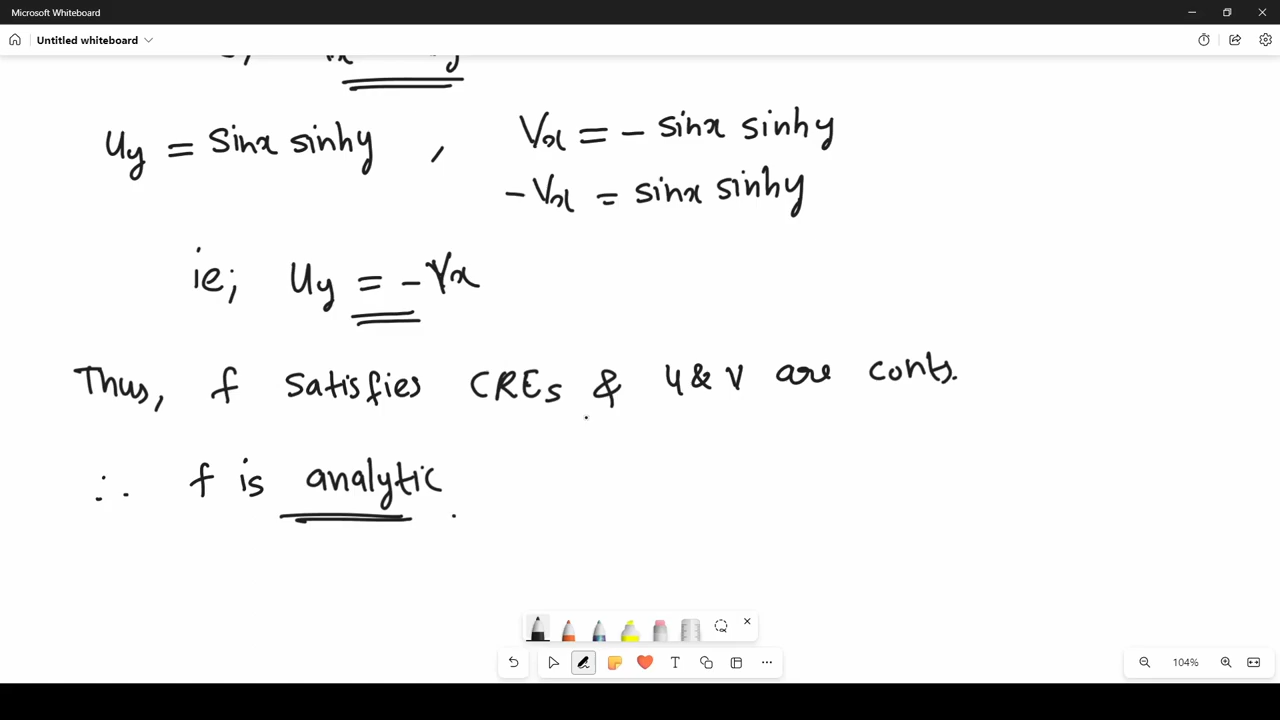 Microsoft Whiteboard
Untitled whiteboard
Uy = Sinx sinhy , Vx = - sinx sinhy
- Vx = sinx sinhy
ie; Uy = - Vx
Thus, f satisfies CREs & U & V are conts.
∴ f is analytic.
104%